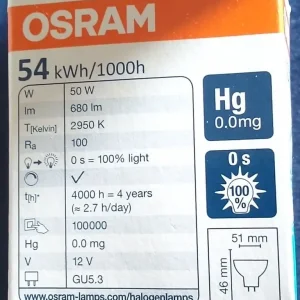 OSRAM
54 kWh/1000h
W 50 W
lm 680 lm
T[Kelvin] 2950 K
Ra 100
0 s = 100% light
t[h]* 4000 h = 4 years
(≈ 2.7 h/day)
100000
Hg 0.0 mg
V 12 V
GU5.3
www.osram-lamps.com/halogenlamps
Hg
0.0mg
0 s
100
%
51 mm
46 mm